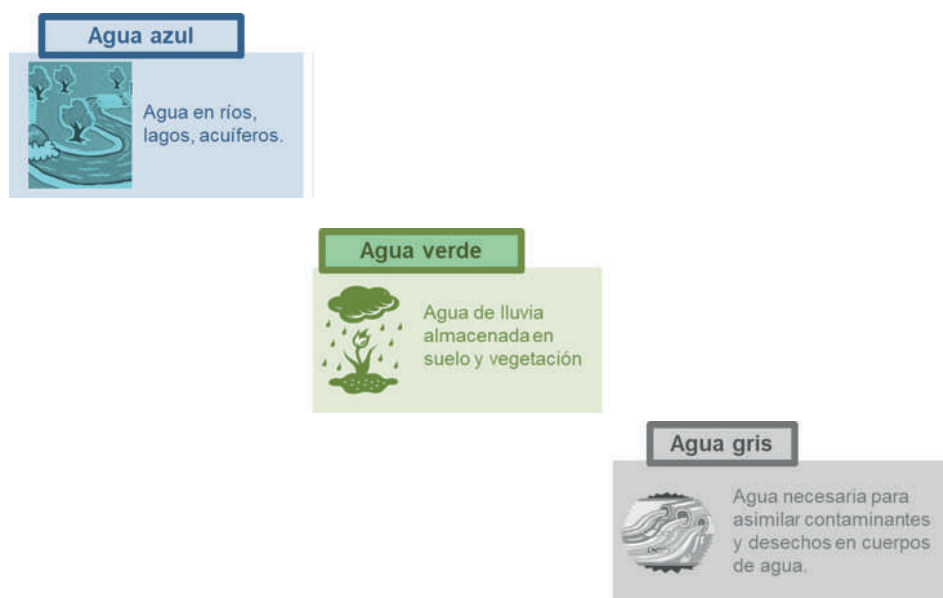 Agua azul
Agua en ríos,
lagos, acuíferos.
Agua verde
Agua de lluvia
almacenada en
suelo y vegetación
Agua gris
Agua necesaria para
asimilar contaminantes
y desechos en cuerpos
de agua.